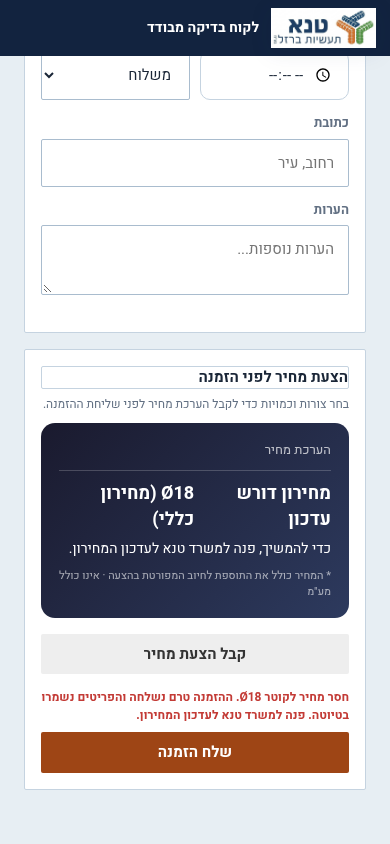 טנא
תעשיות ברזל
לקוח בדיקה מבודד
--:-- --
משלוח
כתובת
רחוב, עיר
הערות
הערות נוספות...
הצעת מחיר לפני הזמנה
בחר צורות וכמויות כדי לקבל הערכת מחיר לפני שליחת ההזמנה.
הערכת מחיר
מחירון דורש עדכון
Ø18 (מחירון כללי)
כדי להמשיך, פנה למשרד טנא לעדכון המחירון.
* המחיר כולל את התוספת לחיוב המפורטת בהצעה · אינו כולל
מע"מ
קבל הצעת מחיר
חסר מחיר לקוטר Ø18. ההזמנה טרם נשלחה והפריטים נשמרו
בטיוטה. פנה למשרד טנא לעדכון המחירון.
שלח הזמנה